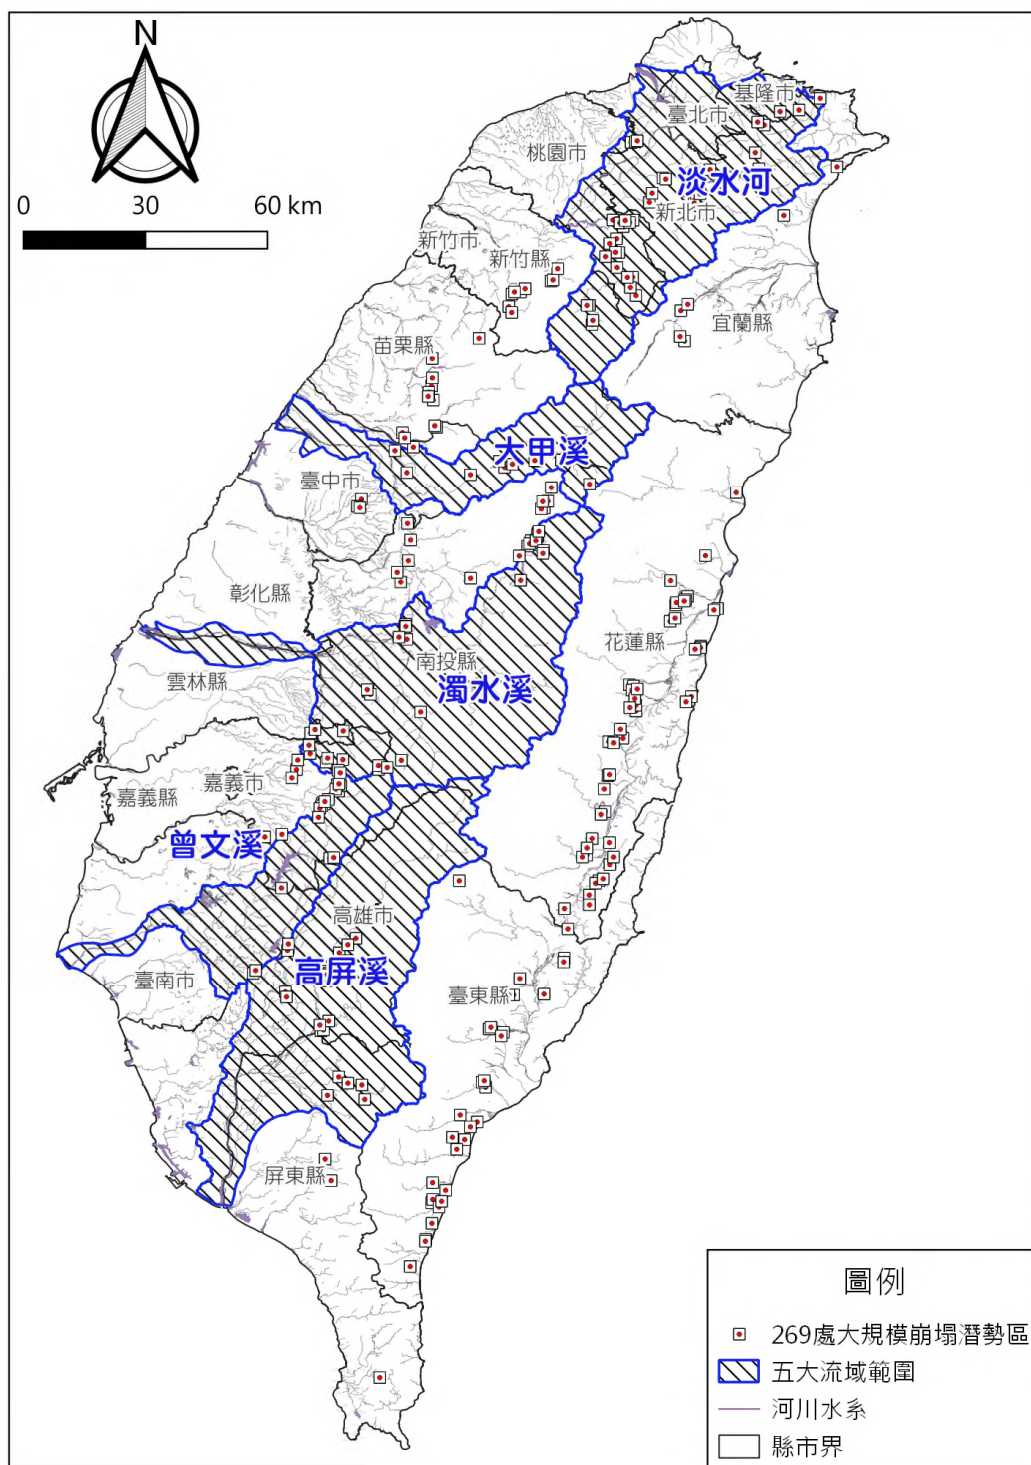 N
0 30 60 km
基隆市
臺北市
桃園市
淡水河
新北市
新竹市
新竹縣
宜蘭縣
苗栗縣
大甲溪
臺中市
彰化縣
花蓮縣
南投縣
雲林縣
濁水溪
嘉義市
嘉義縣
曾文溪
高雄市
高屏溪
臺南市
臺東縣
屏東縣
圖例
269處大規模崩塌潛勢區
五大流域範圍
河川水系
縣市界